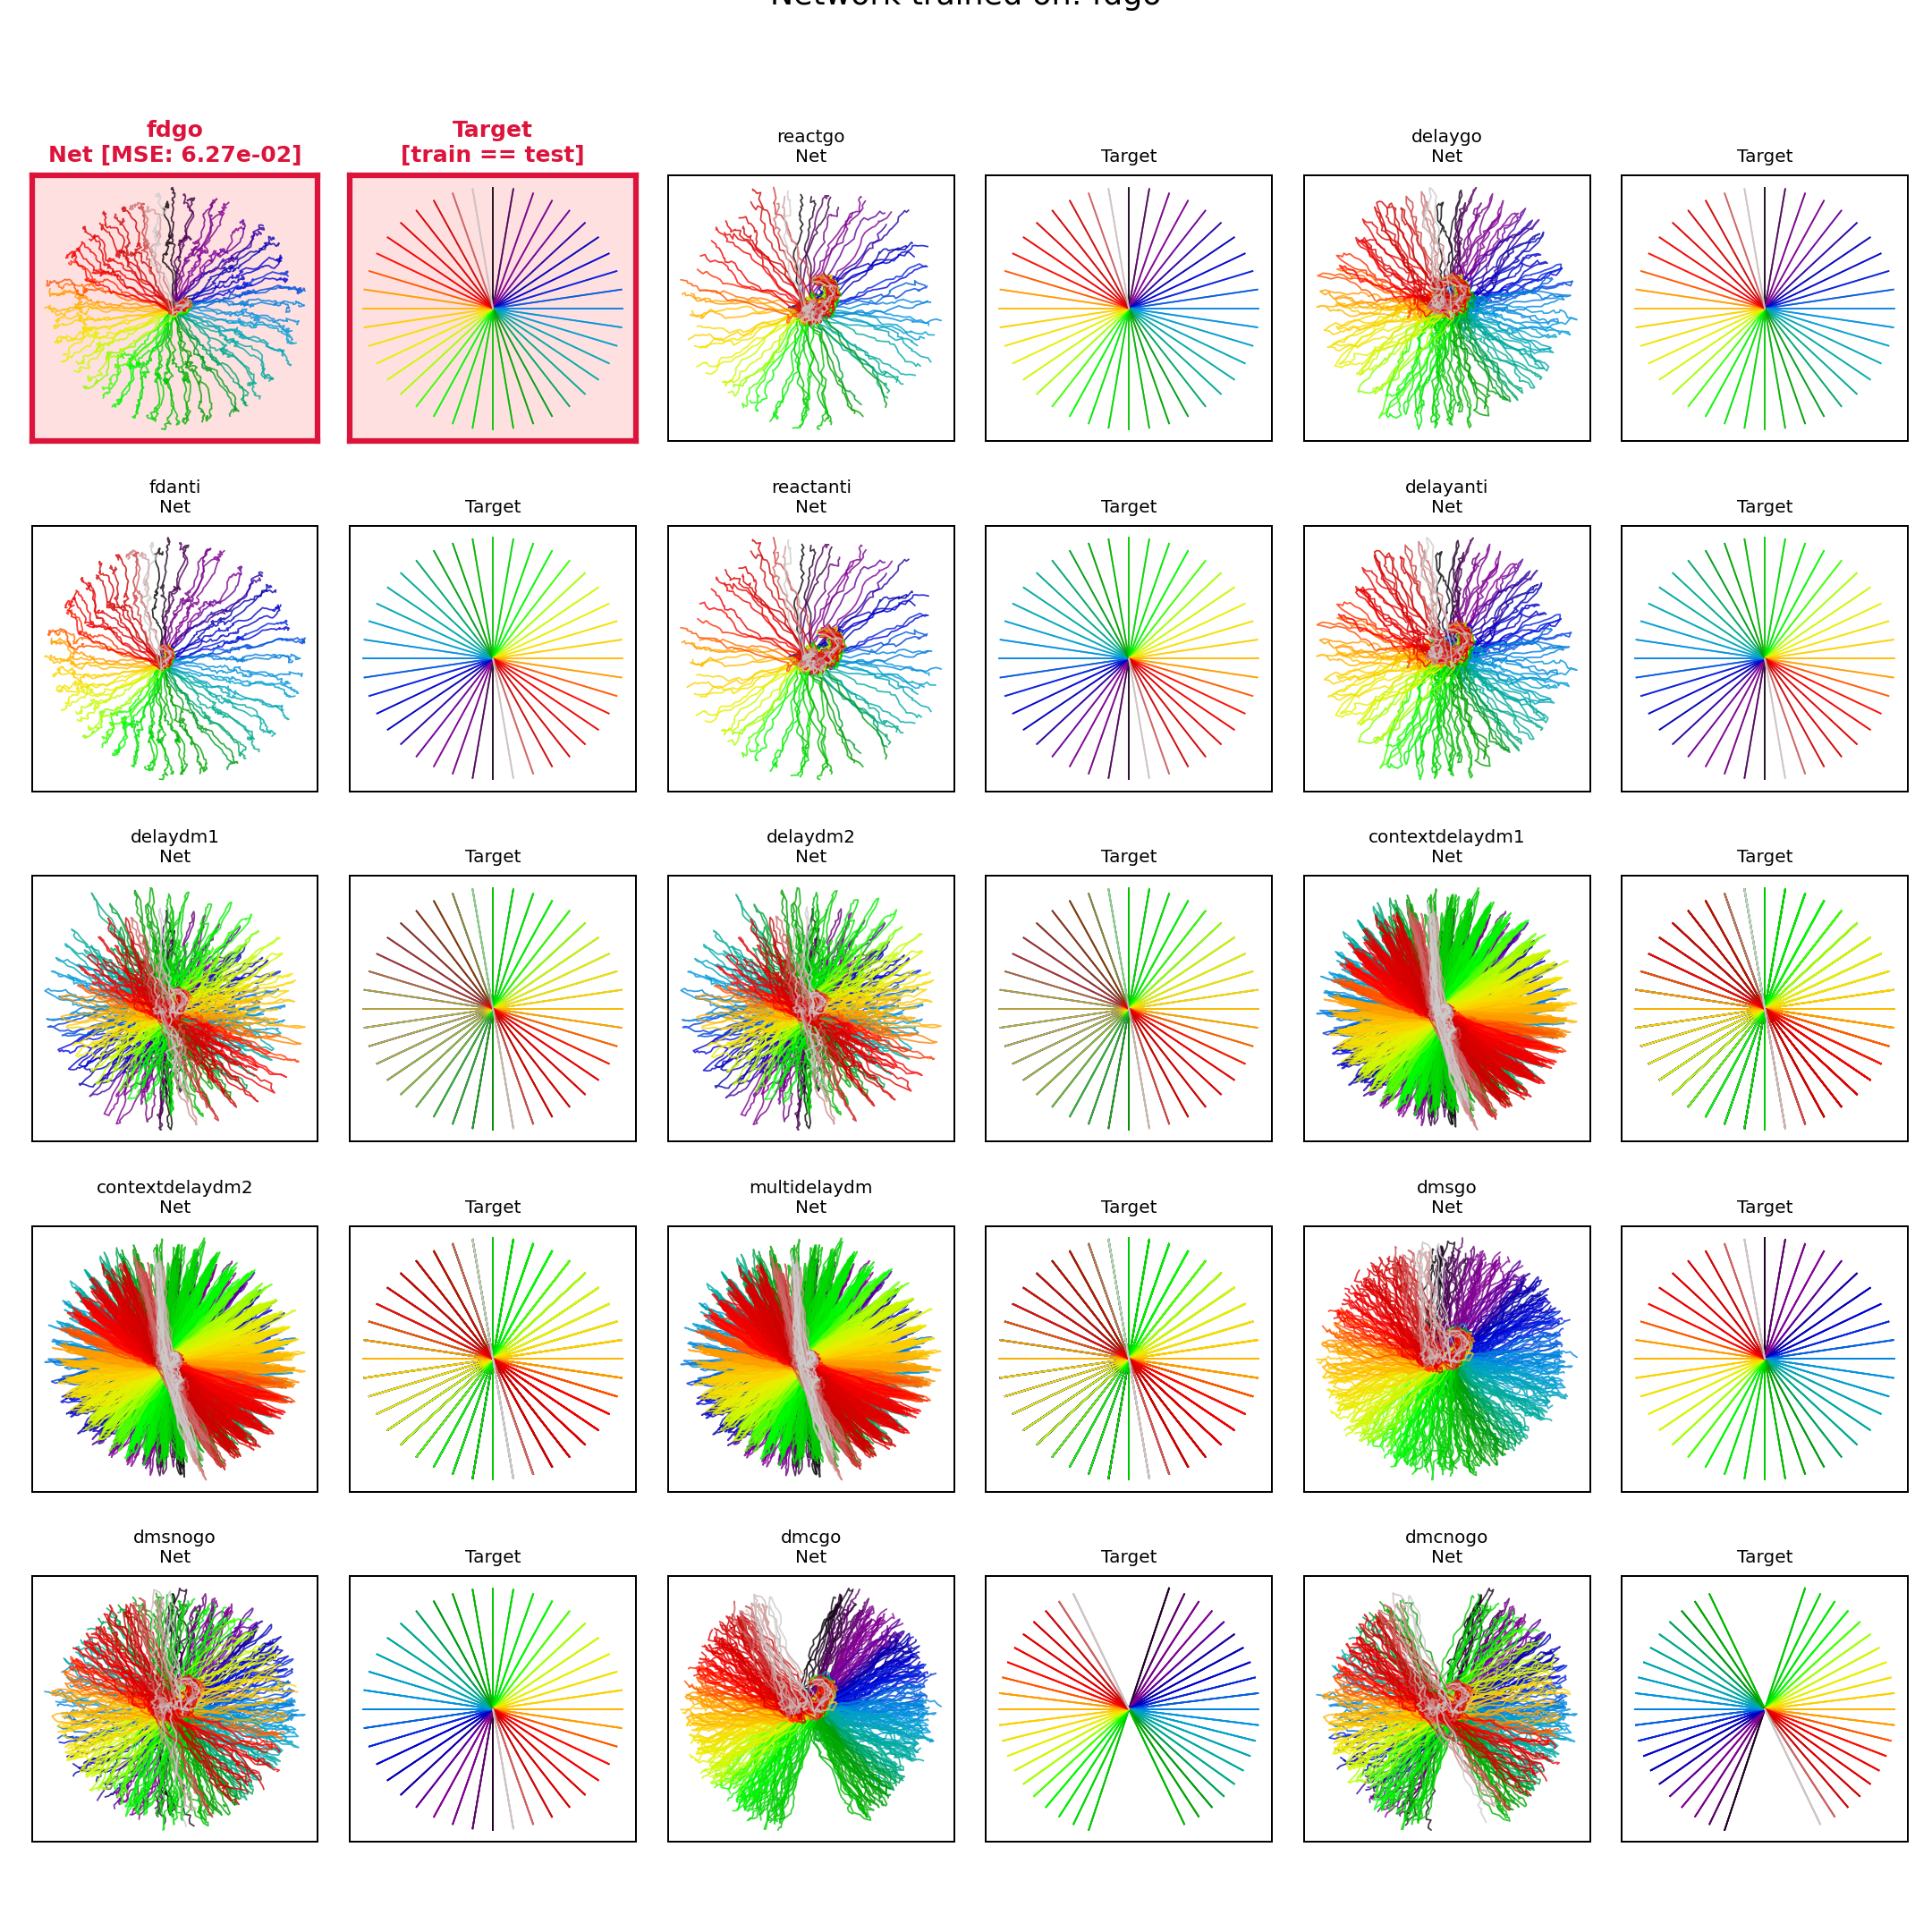 Network trained on: fdgo
fdgo
Net [MSE: 6.27e-02]
Target
[train == test]
reactgo
Net
Target
delaygo
Net
Target
fdanti
Net
Target
reactanti
Net
Target
delayanti
Net
Target
delaydm1
Net
Target
delaydm2
Net
Target
contextdelaydm1
Net
Target
contextdelaydm2
Net
Target
multidelaydm
Net
Target
dmsgo
Net
Target
dmsnogo
Net
Target
dmcgo
Net
Target
dmcnogo
Net
Target